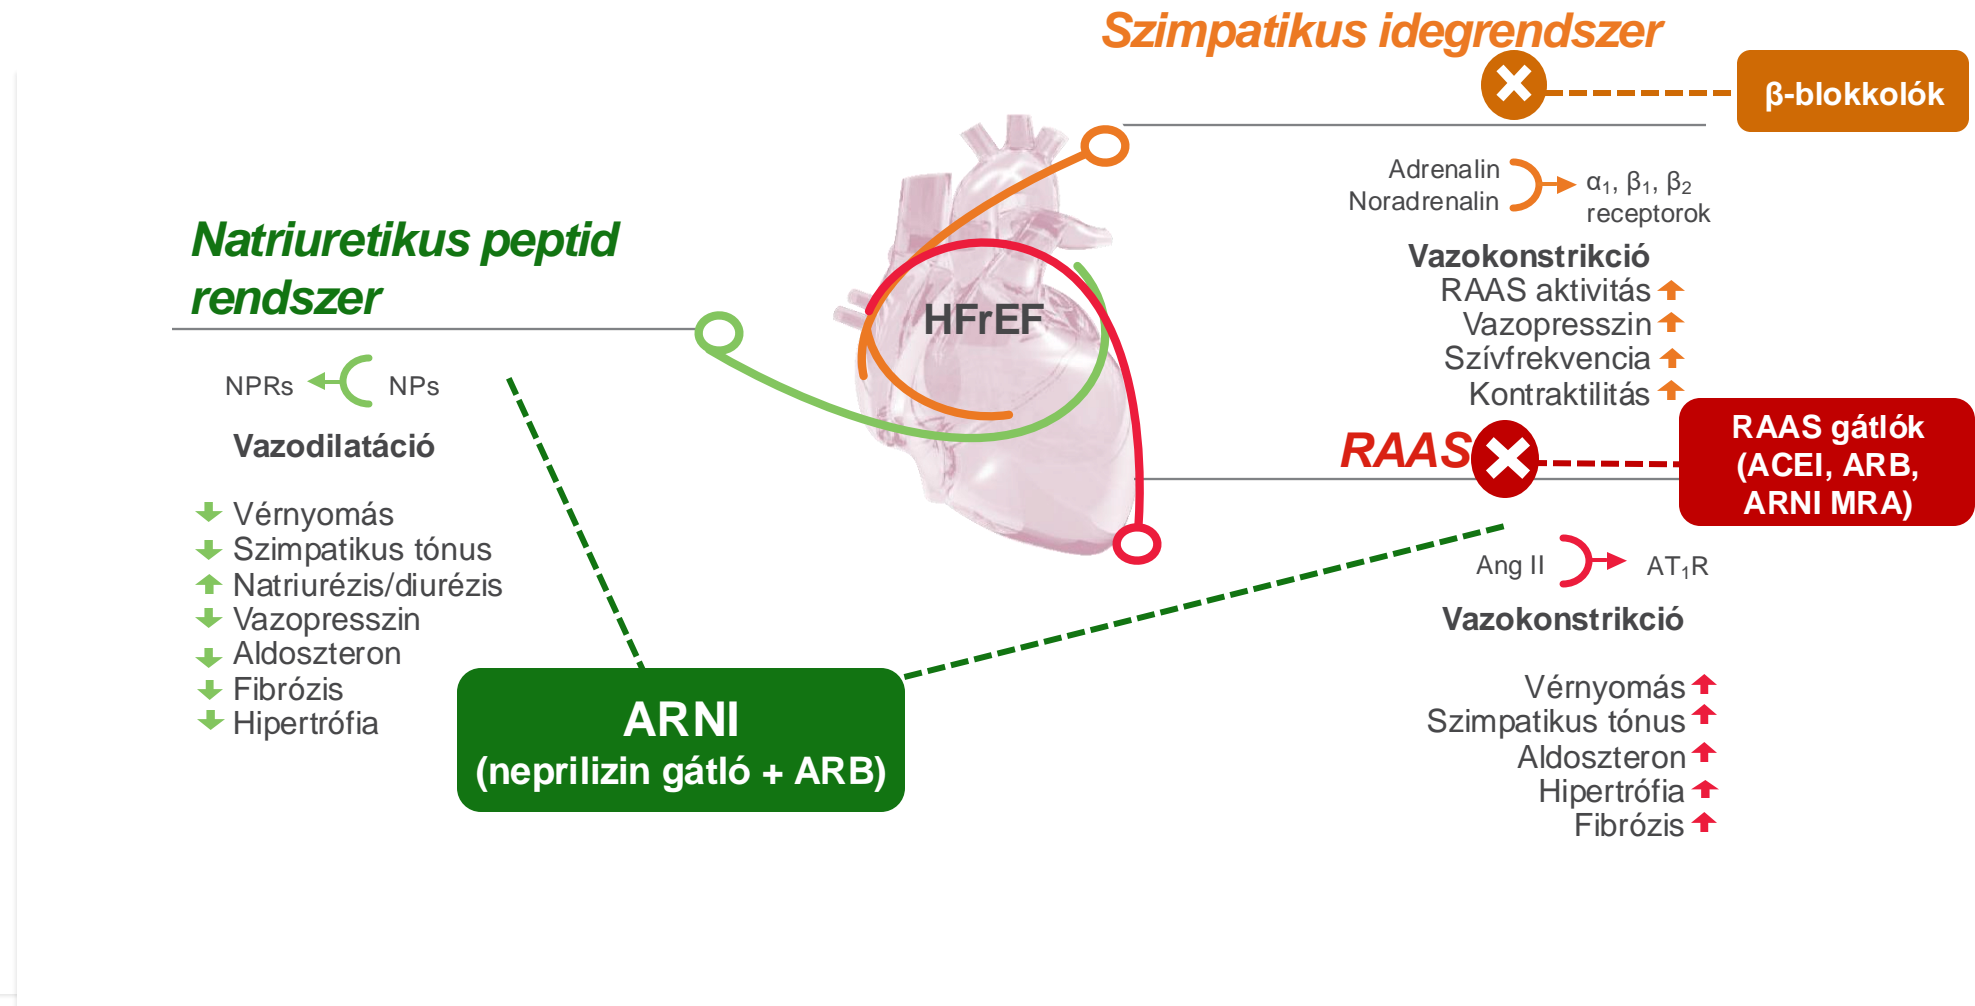 Szimpatikus idegrendszer
β-blokkolók
Adrenalin
Noradrenalin
α₁, β₁, β₂
receptorok
Vazokonstrikció
RAAS aktivitás
Vazopresszin
Szívfrekvencia
Kontraktilitás
Natriuretikus peptid
rendszer
NPRs
NPs
Vazodilatáció
Vérnyomás
Szimpatikus tónus
Natriurézis/diurézis
Vazopresszin
Aldoszteron
Fibrózis
Hipertrófia
HFrEF
RAAS
RAAS gátlók
(ACEI, ARB,
ARNI MRA)
Ang II
AT₁R
Vazokonstrikció
Vérnyomás
Szimpatikus tónus
Aldoszteron
Hipertrófia
Fibrózis
ARNI
(neprilizin gátló + ARB)